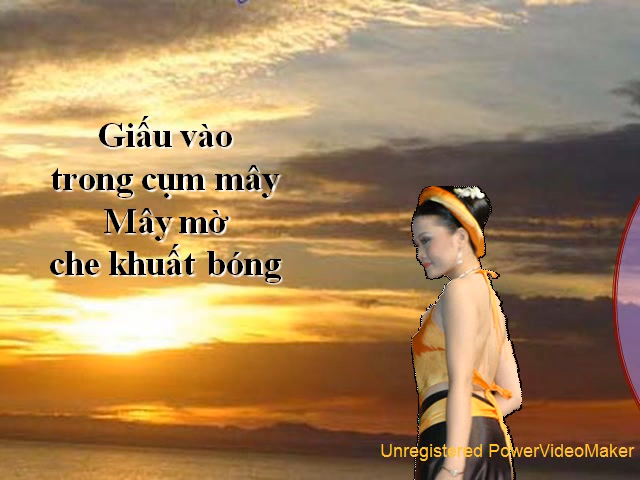 Giấu vào
trong cụm mây
Mây mờ
che khuất bóng
Unregistered PowerVideoMaker